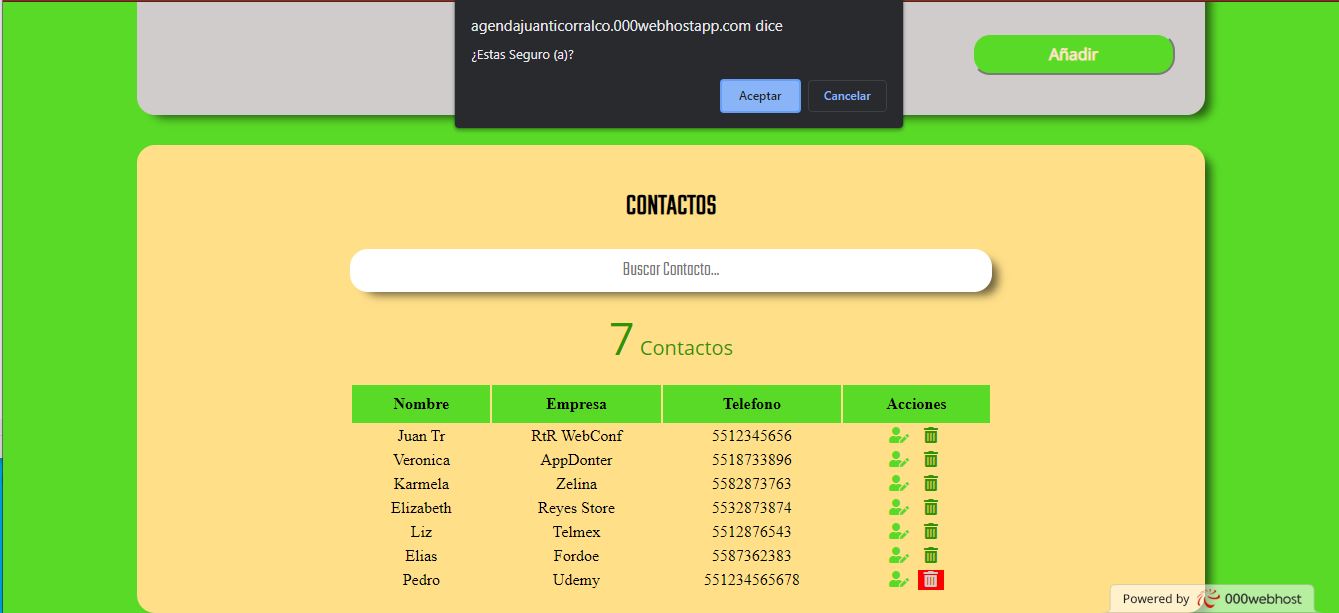 agendajuanticorralco.000webhostapp.com dice
¿Estas Seguro (a)?
Aceptar Cancelar
Añadir
CONTACTOS
Buscar Contacto...
7 Contactos
Nombre Empresa Telefono Acciones
Juan Tr RtR WebConf 5512345656
Veronica AppDonter 5518733896
Karmela Zelina 5582873763
Elizabeth Reyes Store 5532873874
Liz Telmex 5512876543
Elias Fordoe 5587362383
Pedro Udemy 551234565678
Powered by 000webhost